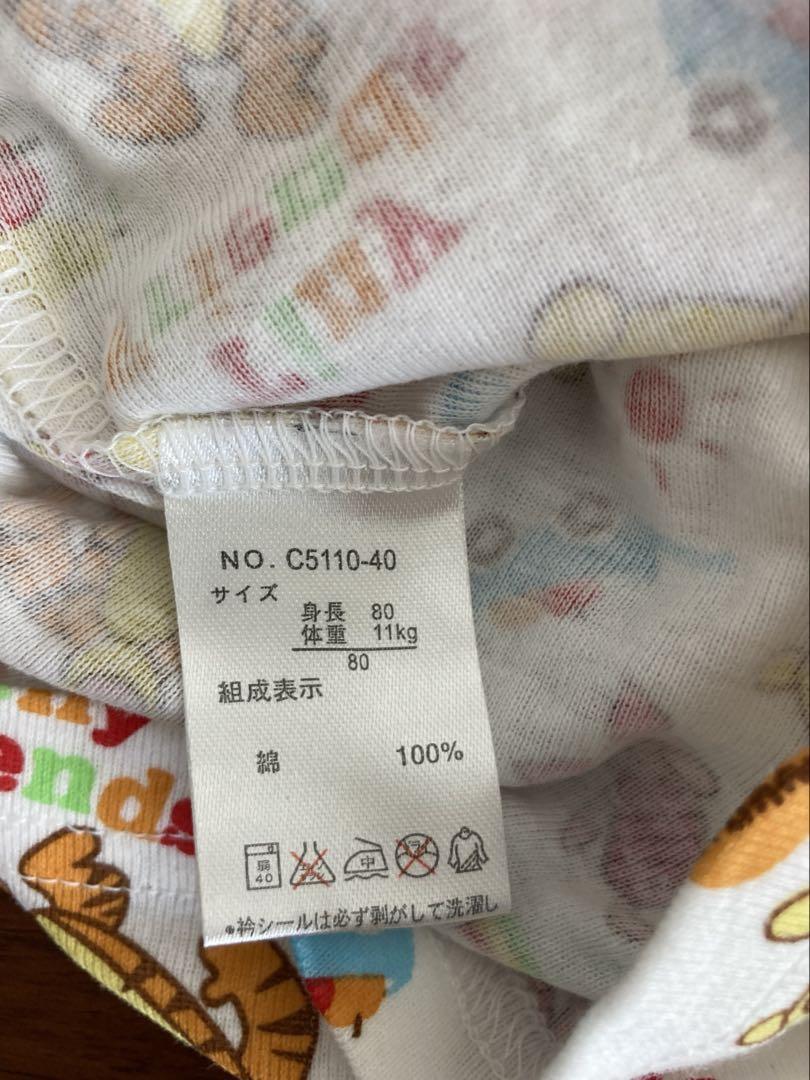 NO. C5110-40
サイズ
身長 80
体重 11kg
80
組成表示
綿 100%
弱
40
中
•衿シールは必ず剥がして洗濯し